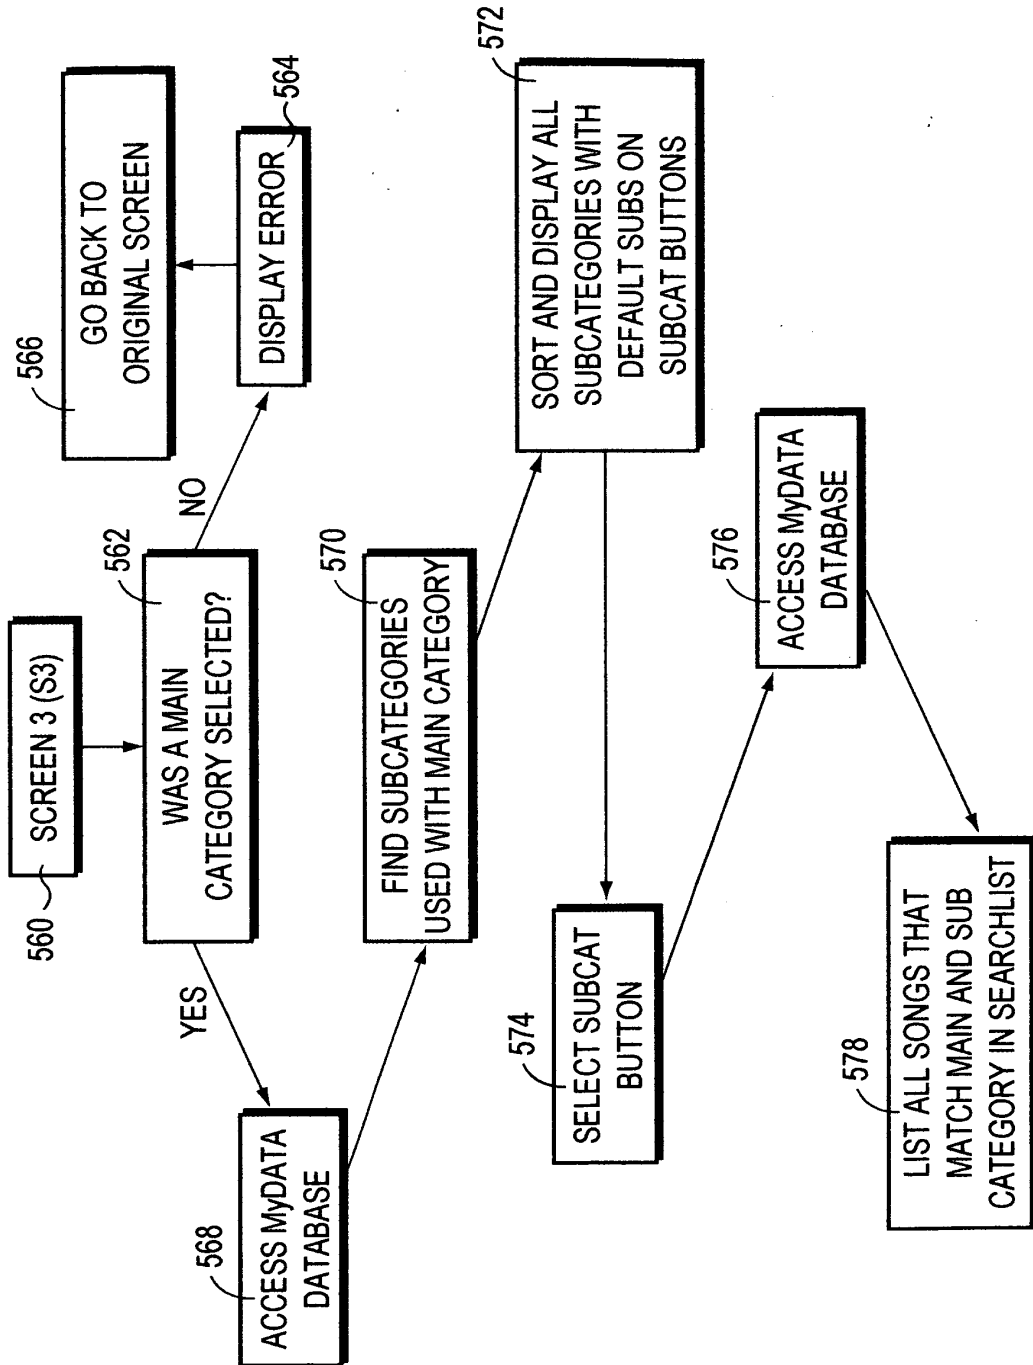 560
SCREEN 3 (S3)
562
WAS A MAIN
CATEGORY SELECTED?
YES
NO
564
DISPLAY ERROR
566
GO BACK TO
ORIGINAL SCREEN
568
ACCESS MyDATA
DATABASE
570
FIND SUBCATEGORIES
USED WITH MAIN CATEGORY
572
SORT AND DISPLAY ALL
SUBCATEGORIES WITH
DEFAULT SUBS ON
SUBCAT BUTTONS
574
SELECT SUBCAT
BUTTON
576
ACCESS MyDATA
DATABASE
578
LIST ALL SONGS THAT
MATCH MAIN AND SUB
CATEGORY IN SEARCHLIST